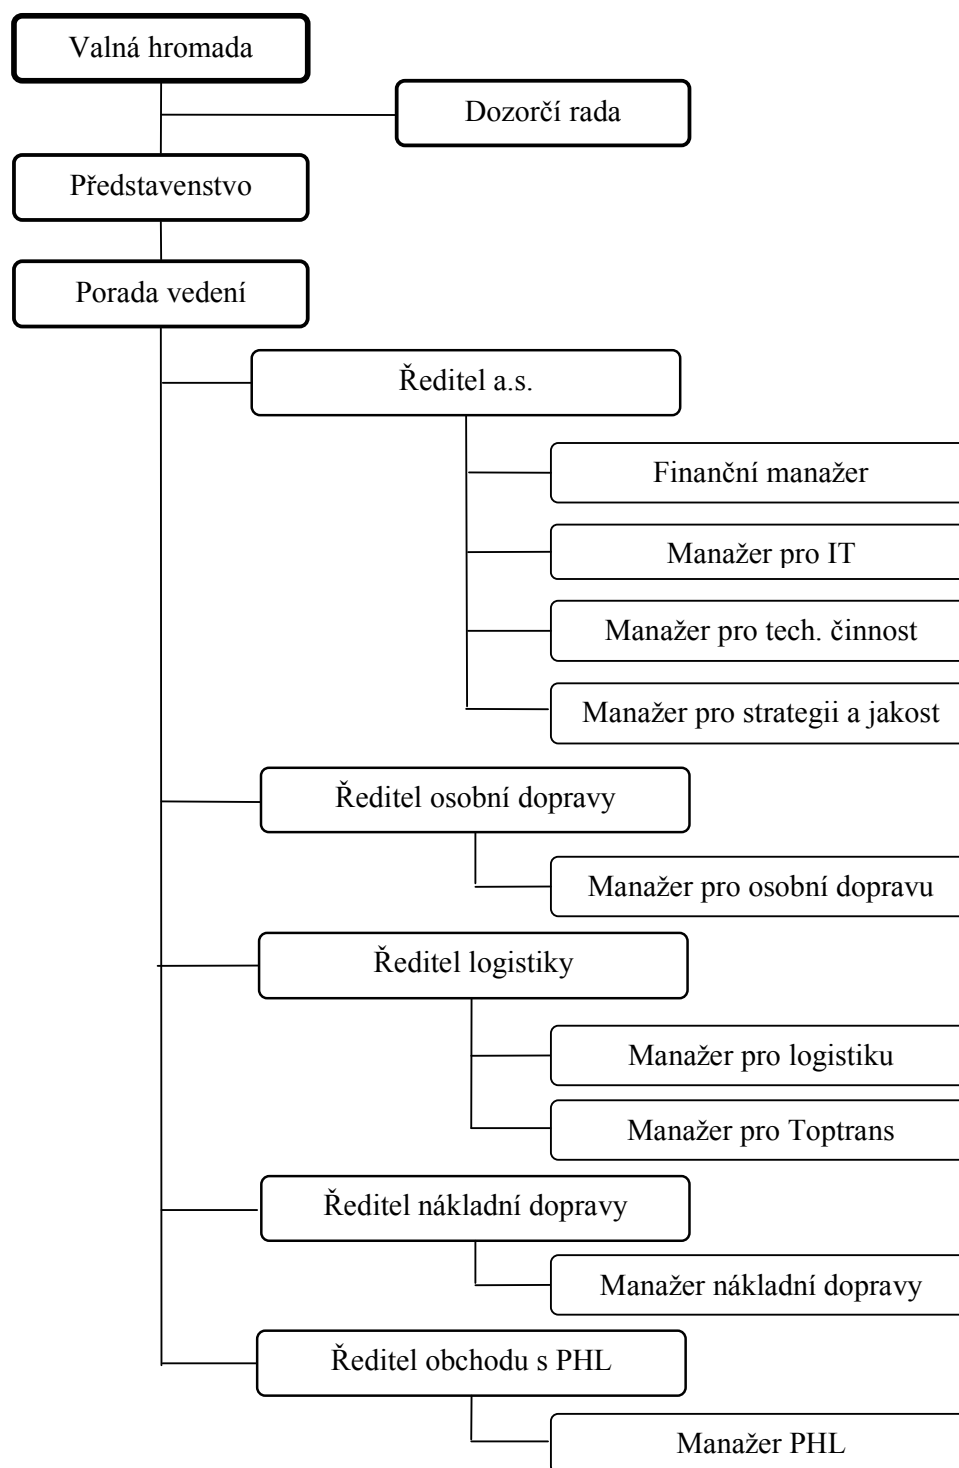 Valná hromada
Dozorčí rada
Představenstvo
Porada vedení
Ředitel a.s.
Finanční manažer
Manažer pro IT
Manažer pro tech. činnost
Manažer pro strategii a jakost
Ředitel osobní dopravy
Manažer pro osobní dopravu
Ředitel logistiky
Manažer pro logistiku
Manažer pro Toptrans
Ředitel nákladní dopravy
Manažer nákladní dopravy
Ředitel obchodu s PHL
Manažer PHL